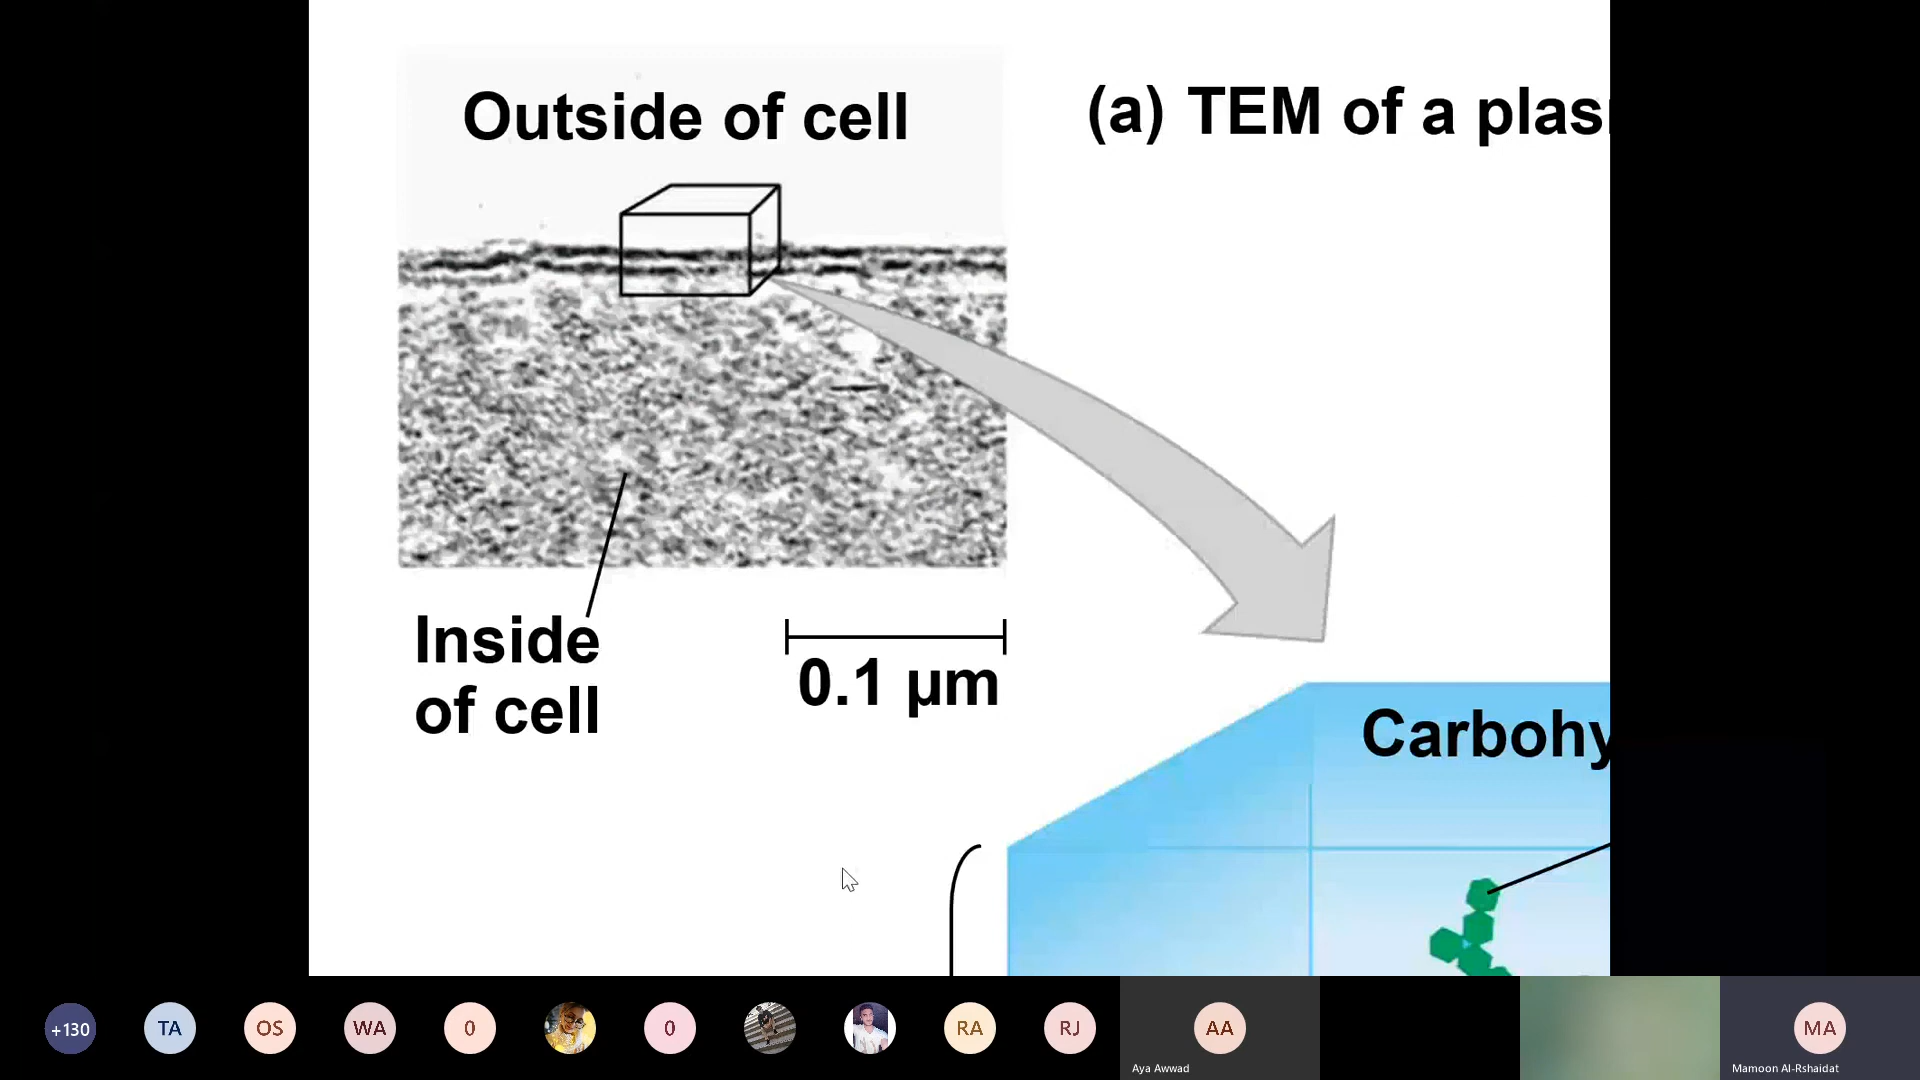 Outside of cell
(a) TEM of a plas
Inside
of cell
0.1 µm
Carbohy
+130
TA
OS
WA
0
0
RA
RJ
AA
Aya Awwad
MA
Mamoon Al-Rshaidat